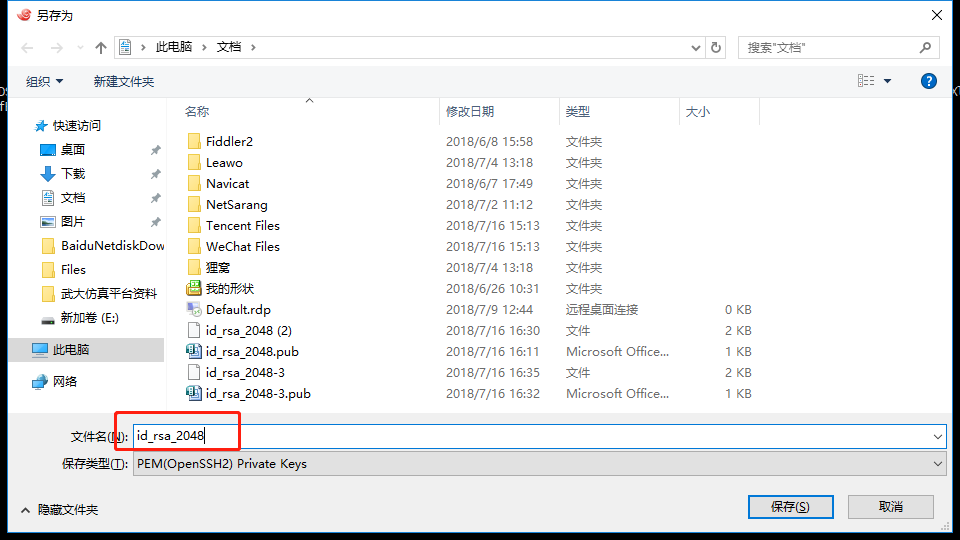 另存为
此电脑 文档
搜索"文档"
组织 新建文件夹
名称 修改日期 类型 大小
快速访问
桌面
下载
文档
图片
BaiduNetdiskDow
Files
武大仿真平台资料
新加卷 (E:)
此电脑
网络
Fiddler2 2018/6/8 15:58 文件夹
Leawo 2018/7/4 13:18 文件夹
Navicat 2018/6/7 17:49 文件夹
NetSarang 2018/7/2 11:12 文件夹
Tencent Files 2018/7/16 15:13 文件夹
WeChat Files 2018/7/16 15:13 文件夹
狸窝 2018/7/4 13:18 文件夹
我的形状 2018/6/26 10:31 文件夹
Default.rdp 2018/7/9 12:44 远程桌面连接 0 KB
id_rsa_2048 (2) 2018/7/16 16:30 文件 2 KB
id_rsa_2048.pub 2018/7/16 16:11 Microsoft Office... 1 KB
id_rsa_2048-3 2018/7/16 16:35 文件 2 KB
id_rsa_2048-3.pub 2018/7/16 16:32 Microsoft Office... 1 KB
文件名(N): id_rsa_2048
保存类型(T): PEM(OpenSSH2) Private Keys
隐藏文件夹 保存(S) 取消